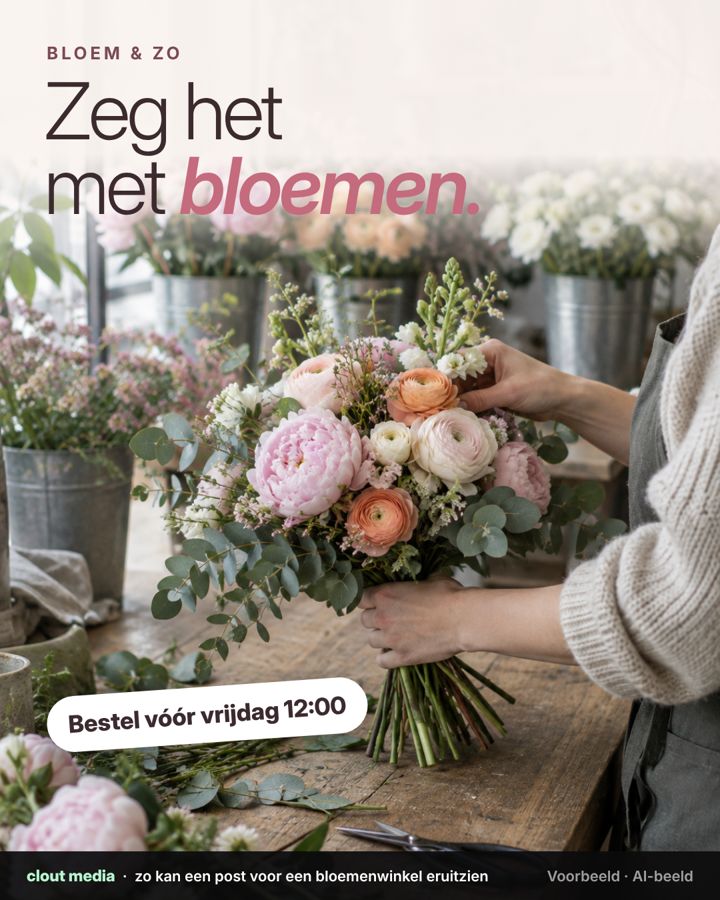 BLOEM & ZO
Zeg het
met bloemen.
Bestel vóór vrijdag 12:00
clout media · zo kan een post voor een bloemenwinkel eruitzien Voorbeeld · AI-beeld